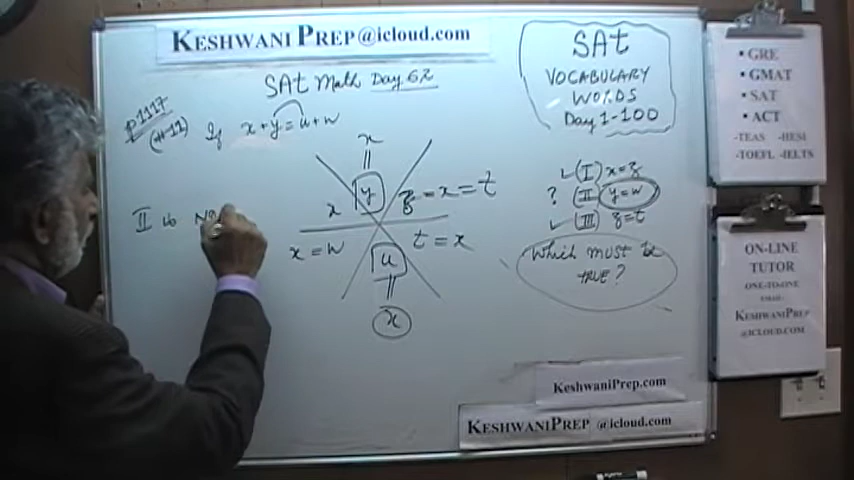 KESHWANI PREP@icloud.com
SAt Math Day 62
P1117
(#11) If x+y=u+w
x
=
y
x
z = x = t
x = w
t = x
u
=
x
II is NO
SAt
VOCABULARY
WORDS
Day 1-100
✓ (I) x=z
? (II) y=w
✓ (III) z=t
Which must be
TRUE?
• GRE
• GMAT
• SAT
• ACT
-TEAS -HESI
-TOEFL -IELTS
ON-LINE
TUTOR
ONE-TO-ONE
EMAIL:
KESHWANIPREP
@ICLOUD.COM
KESHWANIPREP.COM
KESHWANIPREP @icloud.com